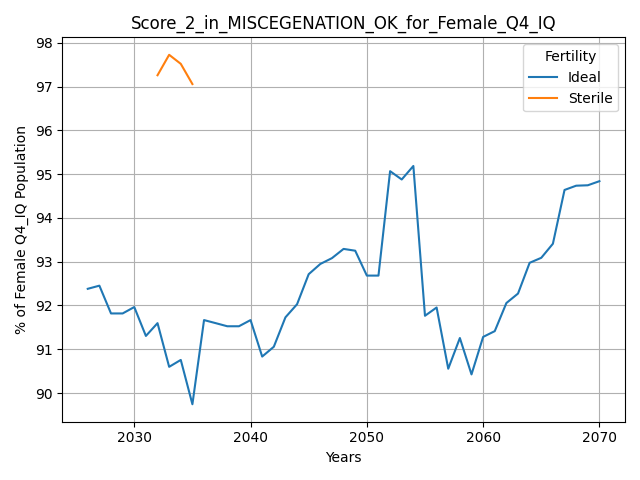 Score_2_in_MISCEGENATION_OK_for_Female_Q4_IQ
98
97
96
95
94
93
92
91
90
% of Female Q4_IQ Population
Fertility
Ideal
Sterile
2030 2040 2050 2060 2070
Years